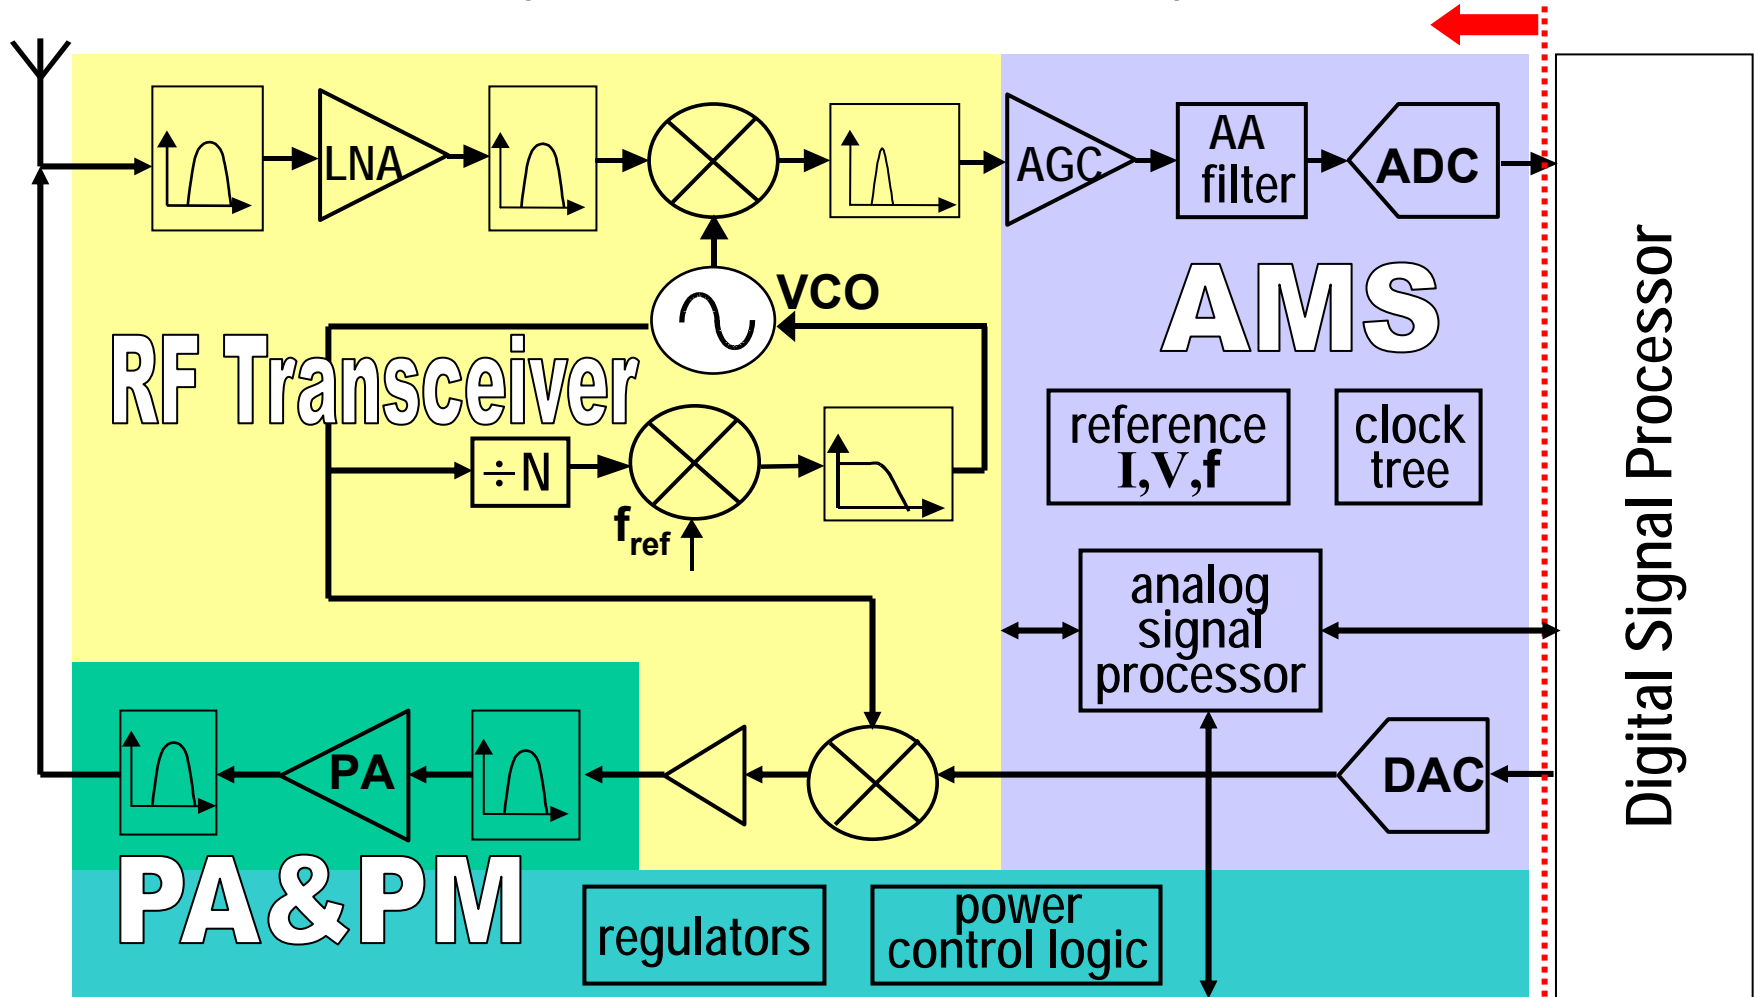 LNA
AGC
AA
filter
ADC
VCO
AMS
RF Transceiver
÷N
fref
reference
I,V,f
clock
tree
analog
signal
processor
PA
DAC
PA&PM
regulators
power
control logic
Digital Signal Processor